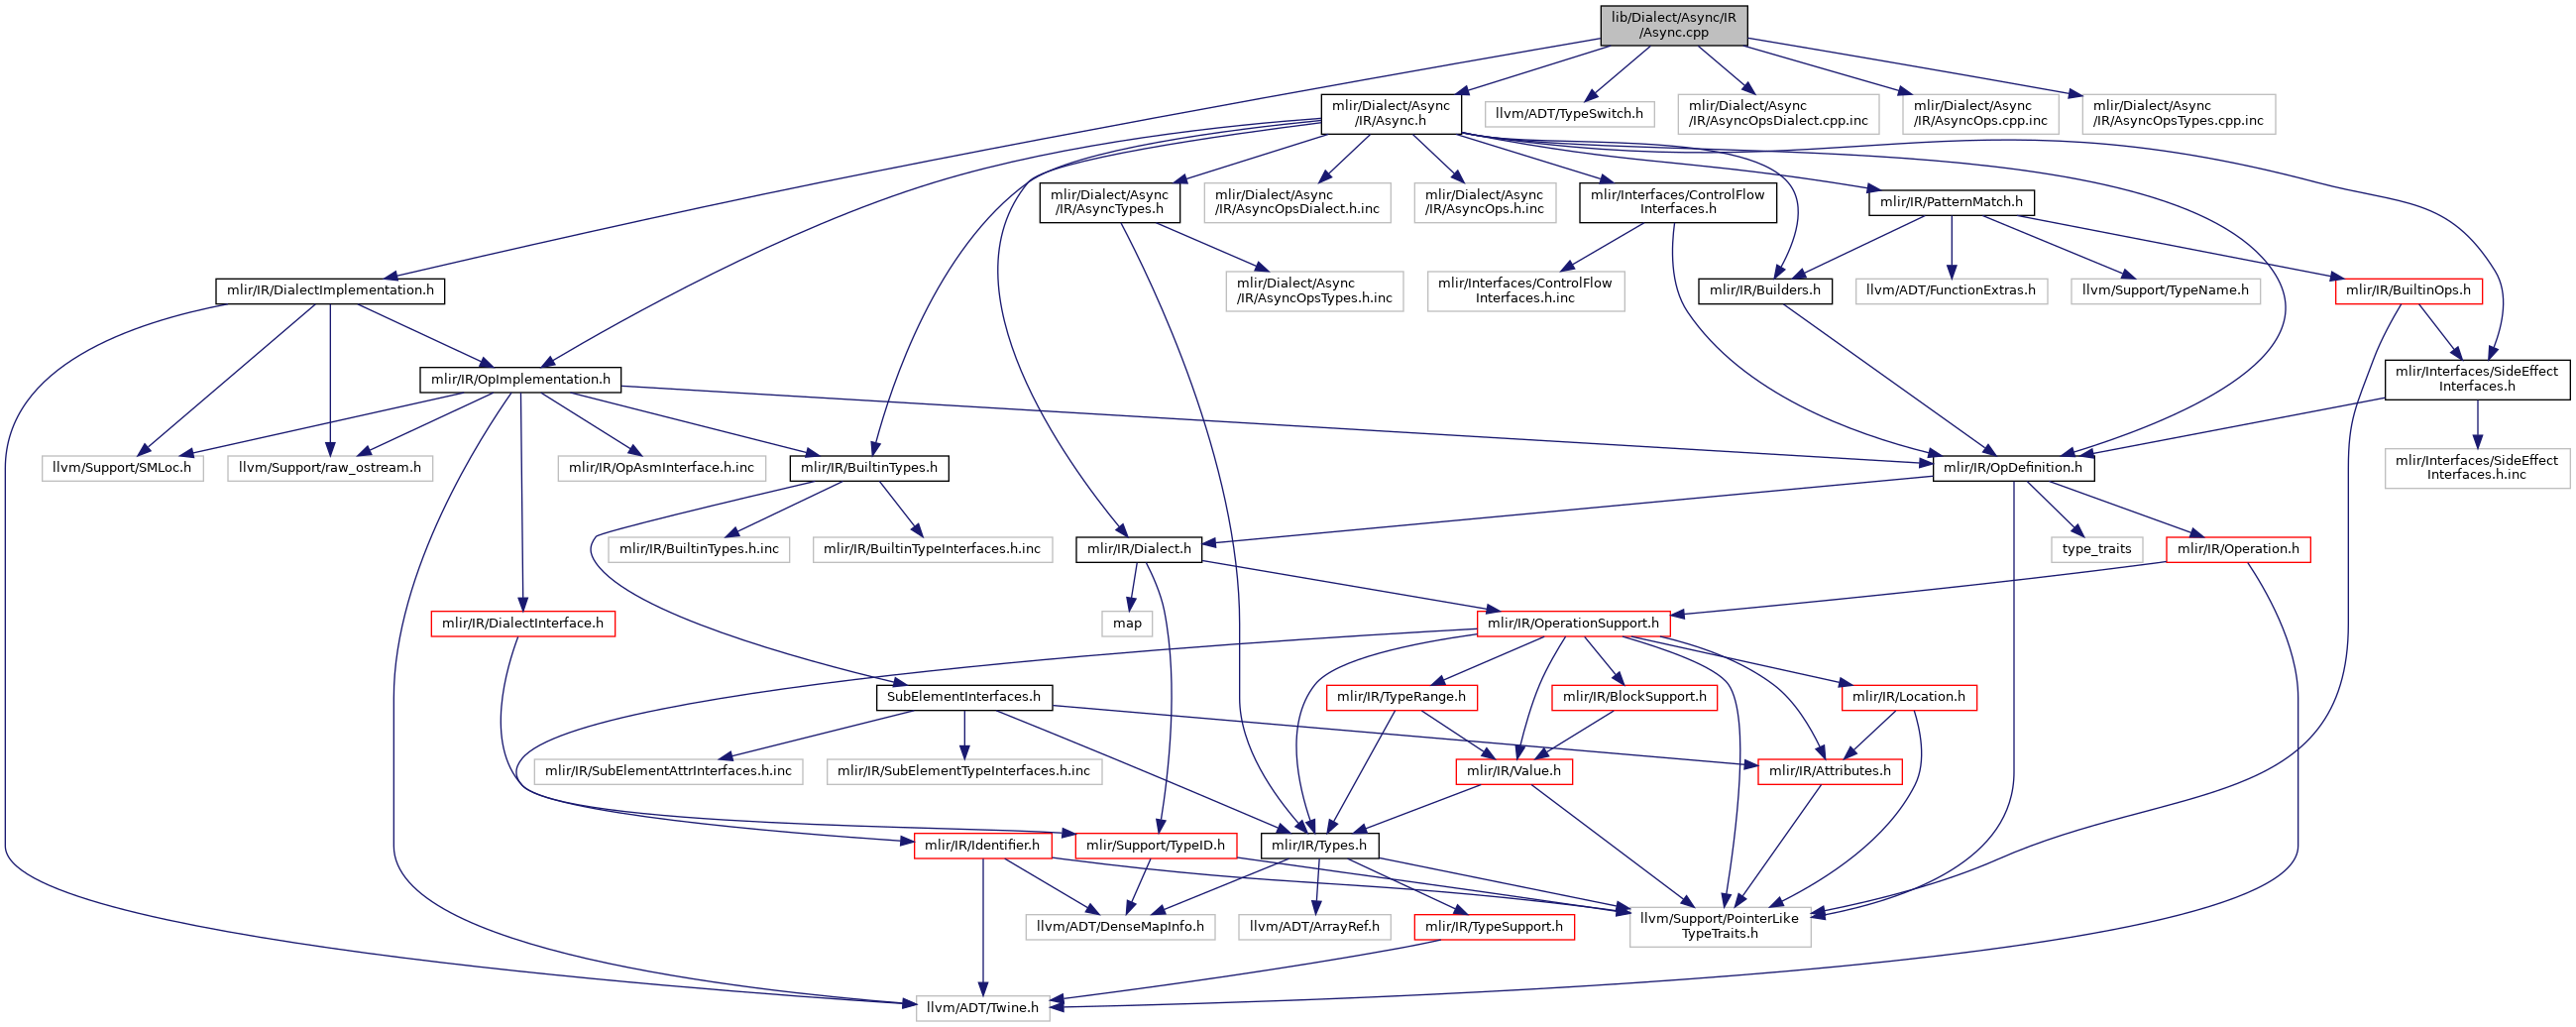 lib/Dialect/Async/IR
/Async.cpp
mlir/Dialect/Async
/IR/Async.h
llvm/ADT/TypeSwitch.h
mlir/Dialect/Async
/IR/AsyncOpsDialect.cpp.inc
mlir/Dialect/Async
/IR/AsyncOps.cpp.inc
mlir/Dialect/Async
/IR/AsyncOpsTypes.cpp.inc
mlir/Dialect/Async
/IR/AsyncTypes.h
mlir/Dialect/Async
/IR/AsyncOpsDialect.h.inc
mlir/Dialect/Async
/IR/AsyncOps.h.inc
mlir/Interfaces/ControlFlow
Interfaces.h
mlir/IR/PatternMatch.h
mlir/IR/DialectImplementation.h
mlir/Dialect/Async
/IR/AsyncOpsTypes.h.inc
mlir/Interfaces/ControlFlow
Interfaces.h.inc
mlir/IR/Builders.h
llvm/ADT/FunctionExtras.h
llvm/Support/TypeName.h
mlir/IR/BuiltinOps.h
mlir/IR/OpImplementation.h
mlir/Interfaces/SideEffect
Interfaces.h
llvm/Support/SMLoc.h
llvm/Support/raw_ostream.h
mlir/IR/OpAsmInterface.h.inc
mlir/IR/BuiltinTypes.h
mlir/IR/OpDefinition.h
mlir/Interfaces/SideEffect
Interfaces.h.inc
mlir/IR/BuiltinTypes.h.inc
mlir/IR/BuiltinTypeInterfaces.h.inc
mlir/IR/Dialect.h
type_traits
mlir/IR/Operation.h
mlir/IR/DialectInterface.h
map
mlir/IR/OperationSupport.h
SubElementInterfaces.h
mlir/IR/TypeRange.h
mlir/IR/BlockSupport.h
mlir/IR/Location.h
mlir/IR/SubElementAttrInterfaces.h.inc
mlir/IR/SubElementTypeInterfaces.h.inc
mlir/IR/Value.h
mlir/IR/Attributes.h
mlir/IR/Identifier.h
mlir/Support/TypeID.h
mlir/IR/Types.h
llvm/ADT/DenseMapInfo.h
llvm/ADT/ArrayRef.h
mlir/IR/TypeSupport.h
llvm/Support/PointerLike
TypeTraits.h
llvm/ADT/Twine.h